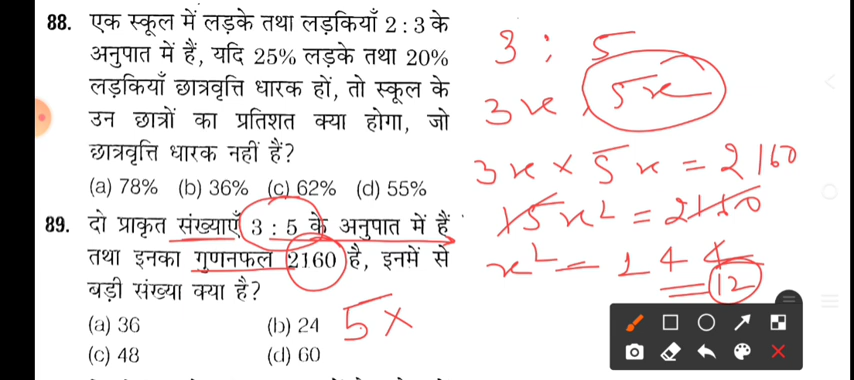 88. एक स्कूल में लड़के तथा लड़कियाँ 2 : 3 के
अनुपात में हैं, यदि 25% लड़के तथा 20%
लड़कियाँ छात्रवृत्ति धारक हों, तो स्कूल के
उन छात्रों का प्रतिशत क्या होगा, जो
छात्रवृत्ति धारक नहीं हैं?
(a) 78% (b) 36% (c) 62% (d) 55%
89. दो प्राकृत संख्याएँ 3 : 5 के अनुपात में हैं
तथा इनका गुणनफल 2160 है, इनमें से
बड़ी संख्या क्या है?
(a) 36 (b) 24
(c) 48 (d) 60
5x
3 : 5
3x, 5x
3x × 5x = 2160
15x² = 2160
x² = 144
12